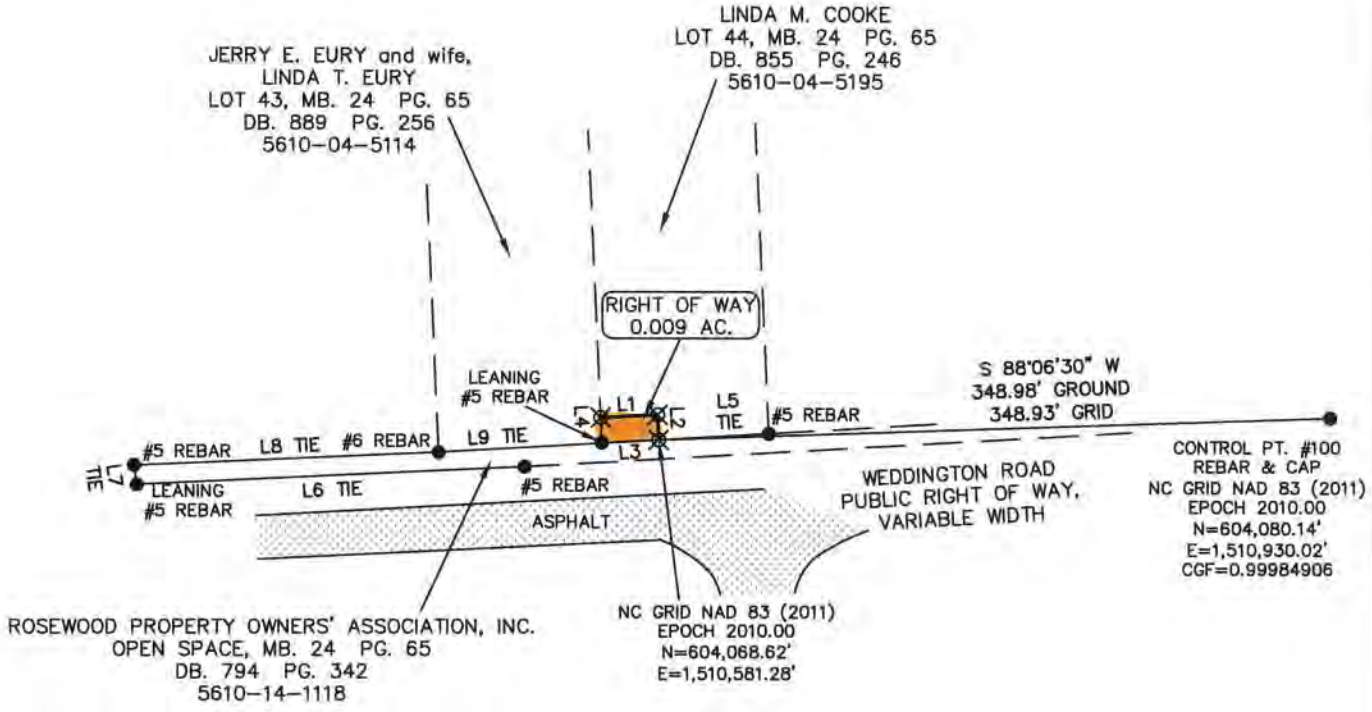 LINDA M. COOKE
LOT 44, MB. 24 PG. 65
DB. 855 PG. 246
5610-04-5195
JERRY E. EURY and wife,
LINDA T. EURY
LOT 43, MB. 24 PG. 65
DB. 889 PG. 256
5610-04-5114
RIGHT OF WAY
0.009 AC.
LEANING
#5 REBAR
L4
L1
L2
L3
L5
TIE
#5 REBAR
S 88°06'30" W
348.98' GROUND
348.93' GRID
#5 REBAR
L8 TIE
#6 REBAR
L9 TIE
L7
TIE
LEANING
#5 REBAR
L6 TIE
#5 REBAR
ASPHALT
WEDDINGTON ROAD
PUBLIC RIGHT OF WAY,
VARIABLE WIDTH
CONTROL PT. #100
REBAR & CAP
NC GRID NAD 83 (2011)
EPOCH 2010.00
N=604,080.14'
E=1,510,930.02'
CGF=0.99984906
NC GRID NAD 83 (2011)
EPOCH 2010.00
N=604,068.62'
E=1,510,581.28'
ROSEWOOD PROPERTY OWNERS' ASSOCIATION, INC.
OPEN SPACE, MB. 24 PG. 65
DB. 794 PG. 342
5610-14-1118